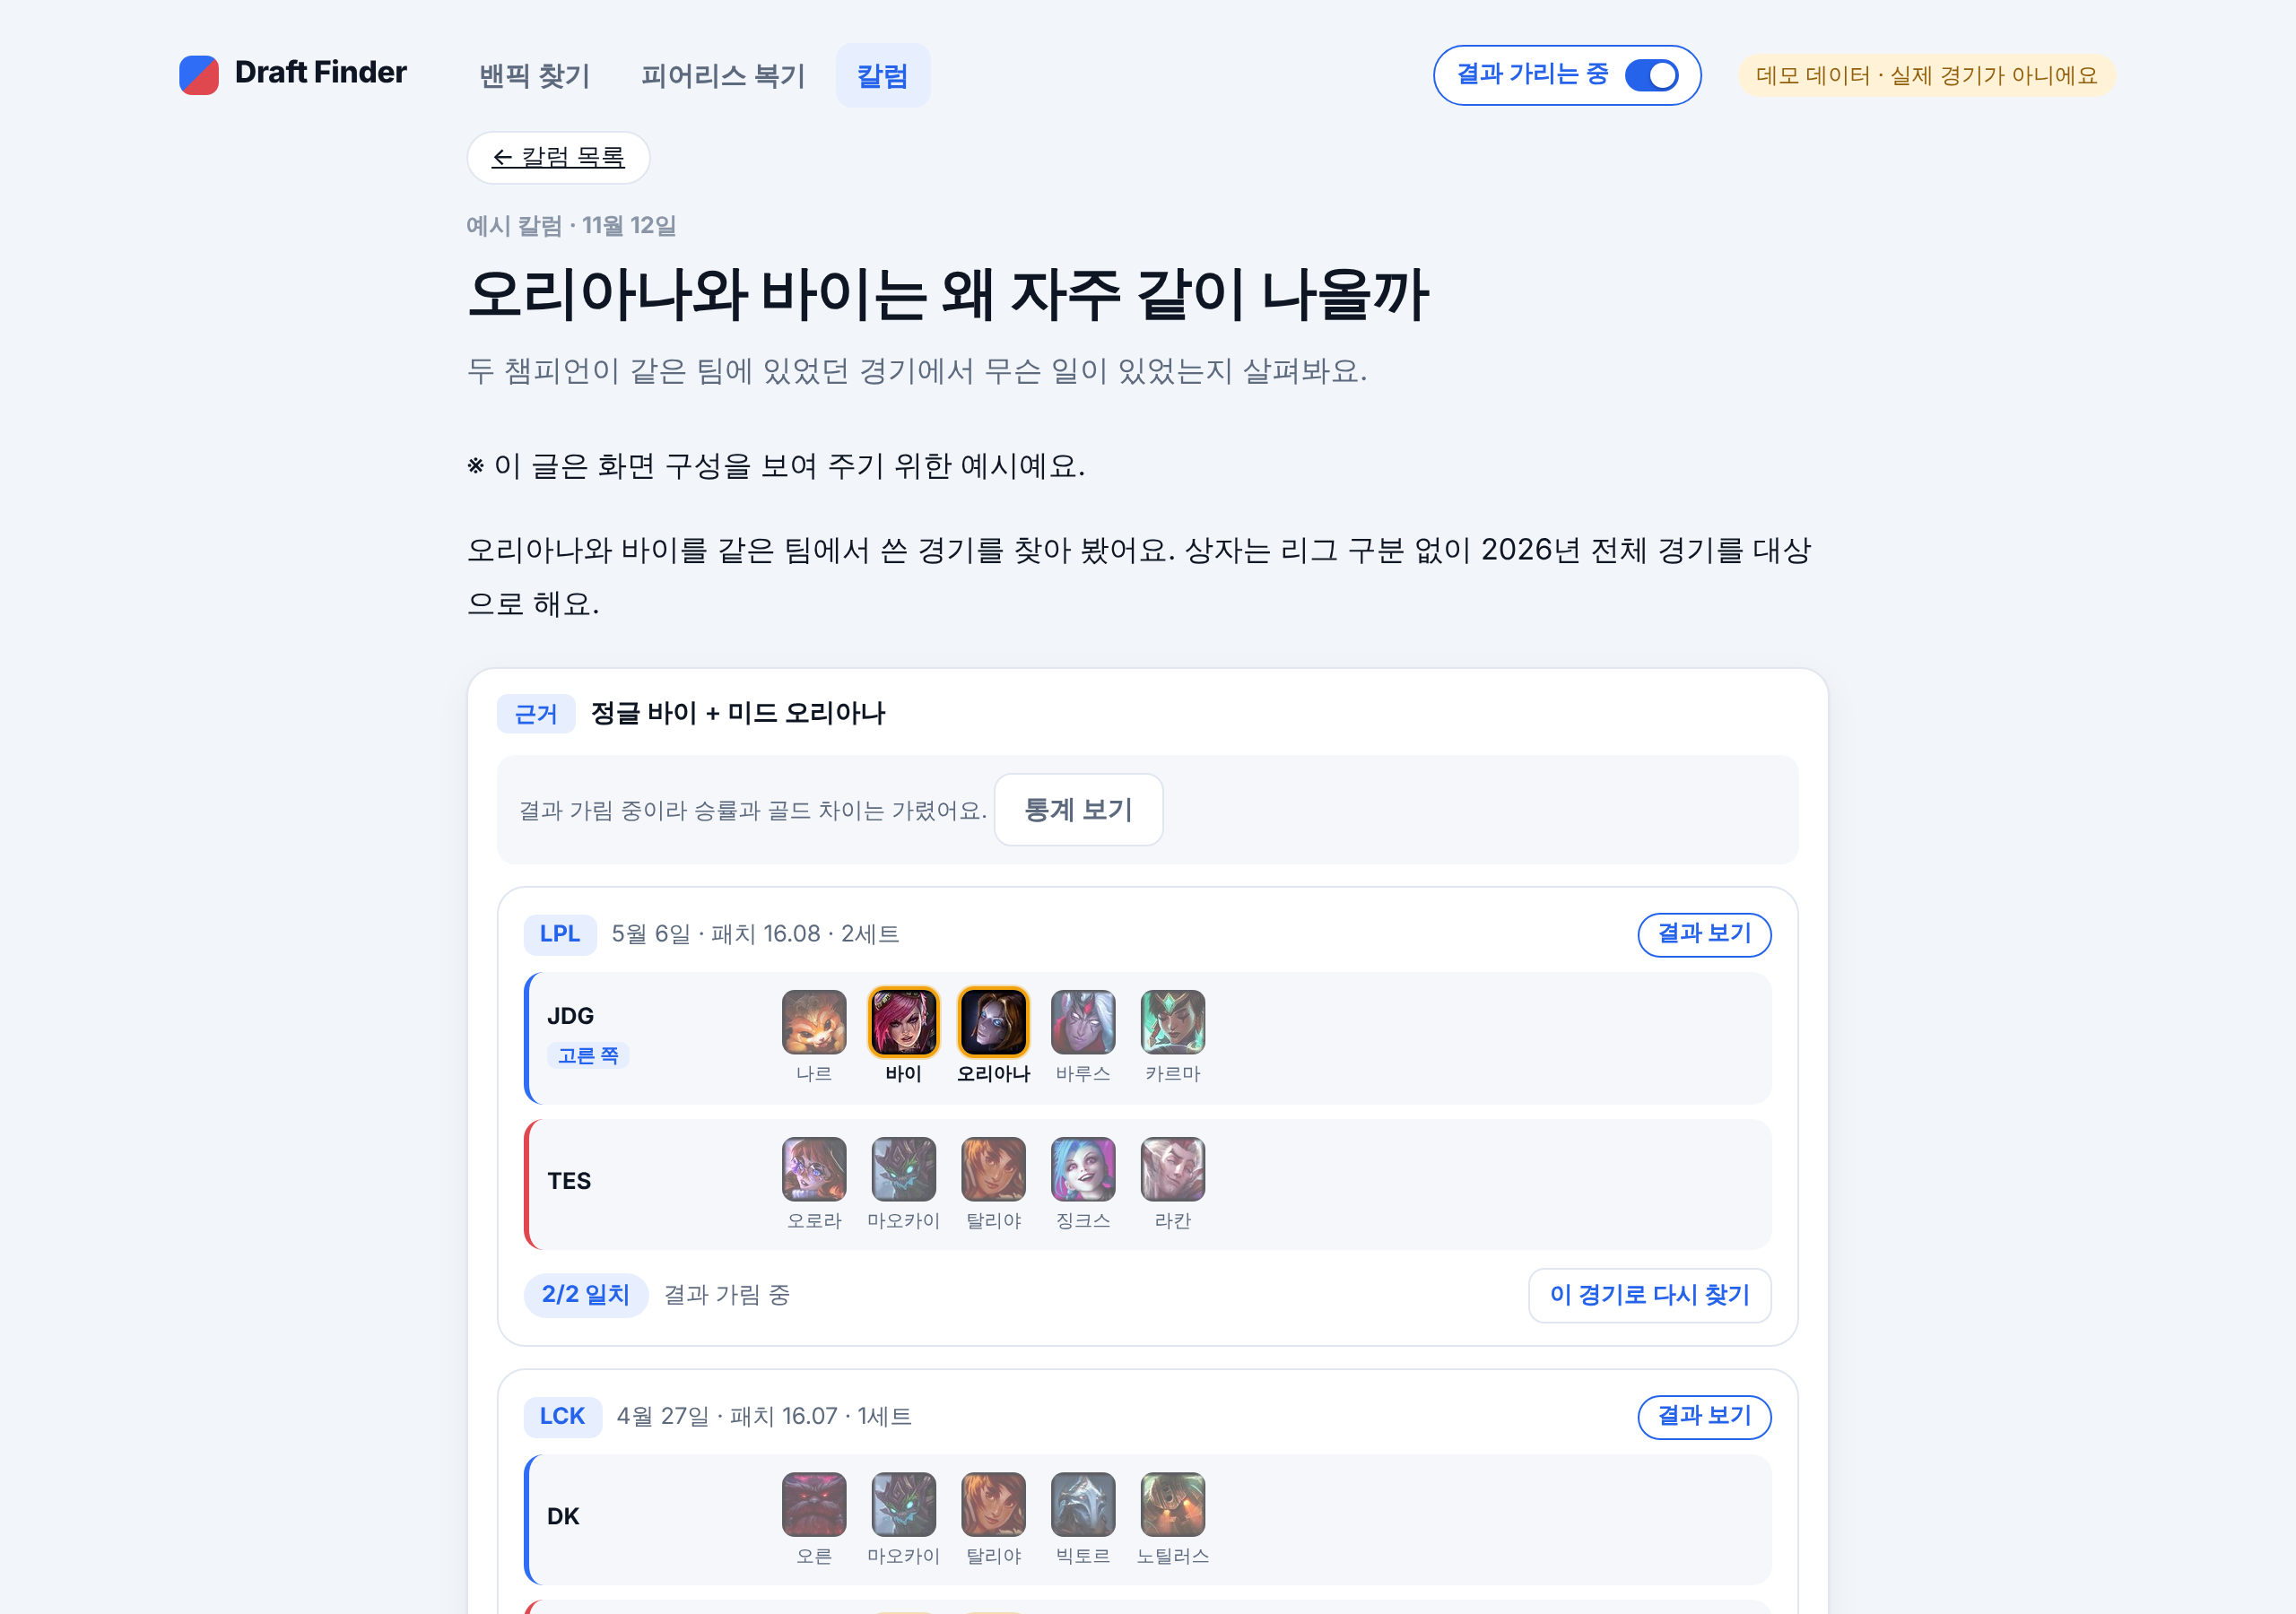 Draft Finder
밴픽 찾기
피어리스 복기
칼럼
결과 가리는 중
데모 데이터 · 실제 경기가 아니에요
← 칼럼 목록
예시 칼럼 · 11월 12일
오리아나와 바이는 왜 자주 같이 나올까
두 챔피언이 같은 팀에 있었던 경기에서 무슨 일이 있었는지 살펴봐요.
※ 이 글은 화면 구성을 보여 주기 위한 예시예요.
오리아나와 바이를 같은 팀에서 쓴 경기를 찾아 봤어요. 상자는 리그 구분 없이 2026년 전체 경기를 대상
으로 해요.
근거 정글 바이 + 미드 오리아나
결과 가림 중이라 승률과 골드 차이는 가렸어요. 통계 보기
LPL 5월 6일 · 패치 16.08 · 2세트 결과 보기
JDG
고른 쪽
나르 바이 오리아나 바루스 카르마
TES
오로라 마오카이 탈리야 징크스 라칸
2/2 일치 결과 가림 중 이 경기로 다시 찾기
LCK 4월 27일 · 패치 16.07 · 1세트 결과 보기
DK
오른 마오카이 탈리야 빅토르 노틸러스